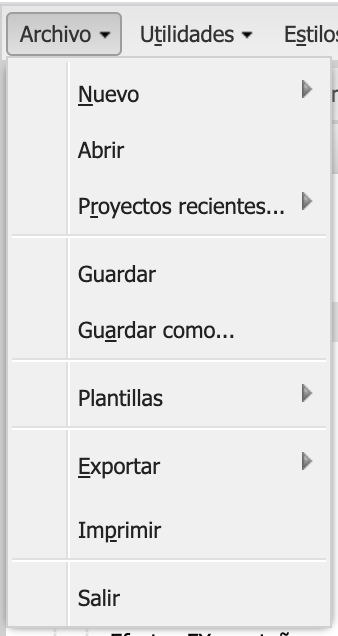 Archivo Utilidades Estilos
Nuevo
Abrir
Proyectos recientes...
Guardar
Guardar como...
Plantillas
Exportar
Imprimir
Salir